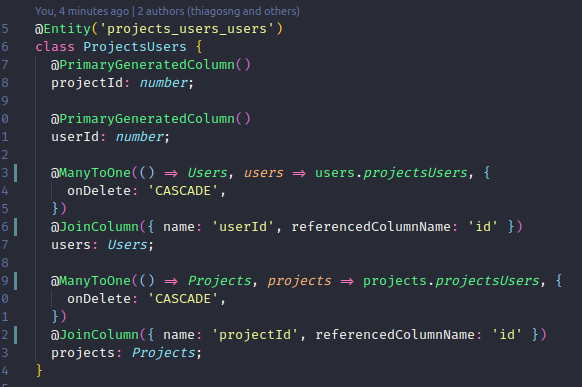 You, 4 minutes ago | 2 authors (thiagosng and others)
5 @Entity('projects_users_users')
6 class ProjectsUsers {
7 @PrimaryGeneratedColumn()
8 projectId: number;
9
0 @PrimaryGeneratedColumn()
1 userId: number;
2
3 @ManyToOne(() => Users, users => users.projectsUsers, {
4 onDelete: 'CASCADE',
5 })
6 @JoinColumn({ name: 'userId', referencedColumnName: 'id' })
7 users: Users;
8
9 @ManyToOne(() => Projects, projects => projects.projectsUsers, {
0 onDelete: 'CASCADE',
1 })
2 @JoinColumn({ name: 'projectId', referencedColumnName: 'id' })
3 projects: Projects;
4 }